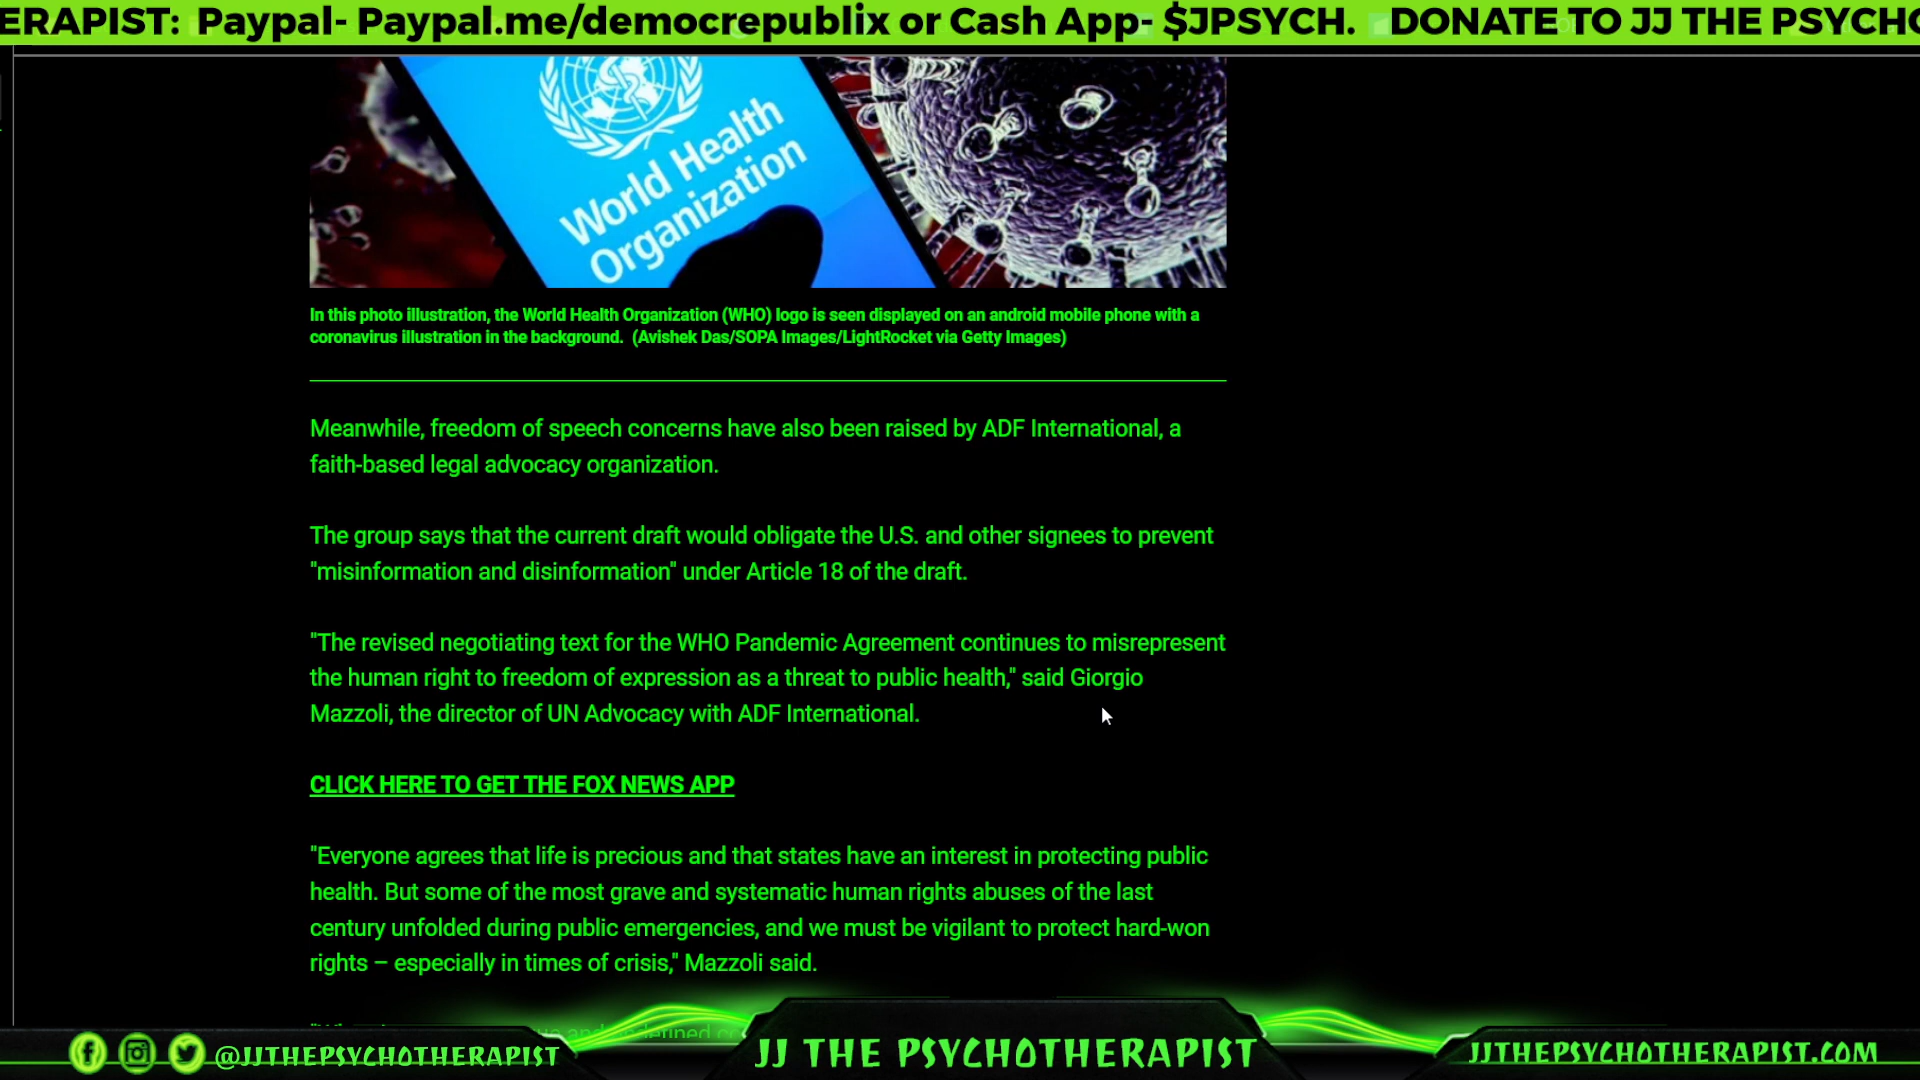 ERAPIST: Paypal- Paypal.me/democrepublix or Cash App- $JPSYCH. DONATE TO JJ THE PSYCHO
World Health
Organization
In this photo illustration, the World Health Organization (WHO) logo is seen displayed on an android mobile phone with a
coronavirus illustration in the background. (Avishek Das/SOPA Images/LightRocket via Getty Images)
Meanwhile, freedom of speech concerns have also been raised by ADF International, a
faith-based legal advocacy organization.
The group says that the current draft would obligate the U.S. and other signees to prevent
"misinformation and disinformation" under Article 18 of the draft.
"The revised negotiating text for the WHO Pandemic Agreement continues to misrepresent
the human right to freedom of expression as a threat to public health," said Giorgio
Mazzoli, the director of UN Advocacy with ADF International.
CLICK HERE TO GET THE FOX NEWS APP
"Everyone agrees that life is precious and that states have an interest in protecting public
health. But some of the most grave and systematic human rights abuses of the last
century unfolded during public emergencies, and we must be vigilant to protect hard-won
rights – especially in times of crisis," Mazzoli said.
@JJTHEPSYCHOTHERAPIST
JJ THE PSYCHOTHERAPIST
JJTHEPSYCHOTHERAPIST.COM